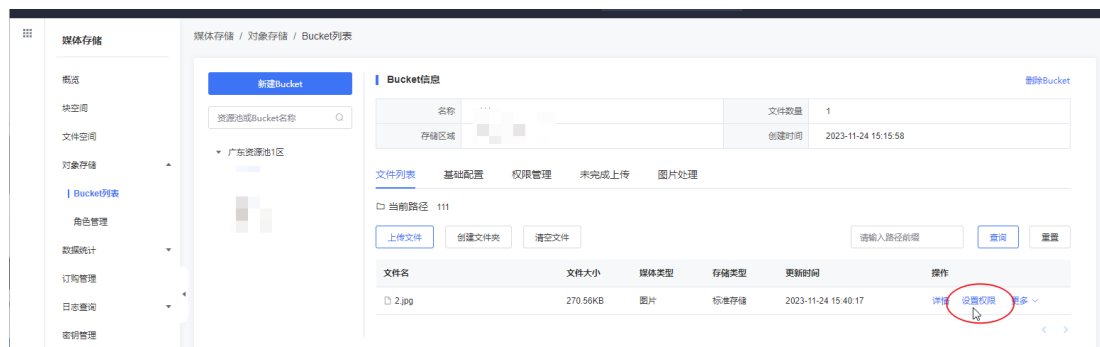 媒体存储
媒体存储 / 对象存储 / Bucket列表
概览
块空间
文件空间
对象存储
Bucket列表
角色管理
数据统计
订购管理
日志查询
密钥管理
新建Bucket
资源池或Bucket名称
广东资源池1区
Bucket信息
删除Bucket
名称
文件数量 1
存储区域
创建时间 2023-11-24 15:15:58
文件列表 基础配置 权限管理 未完成上传 图片处理
当前路径 111
上传文件 创建文件夹 清空文件 请输入路径前缀 查询 重置
文件名 文件大小 媒体类型 存储类型 更新时间 操作
2.jpg 270.56KB 图片 标准存储 2023-11-24 15:40:17 详情 设置权限 更多